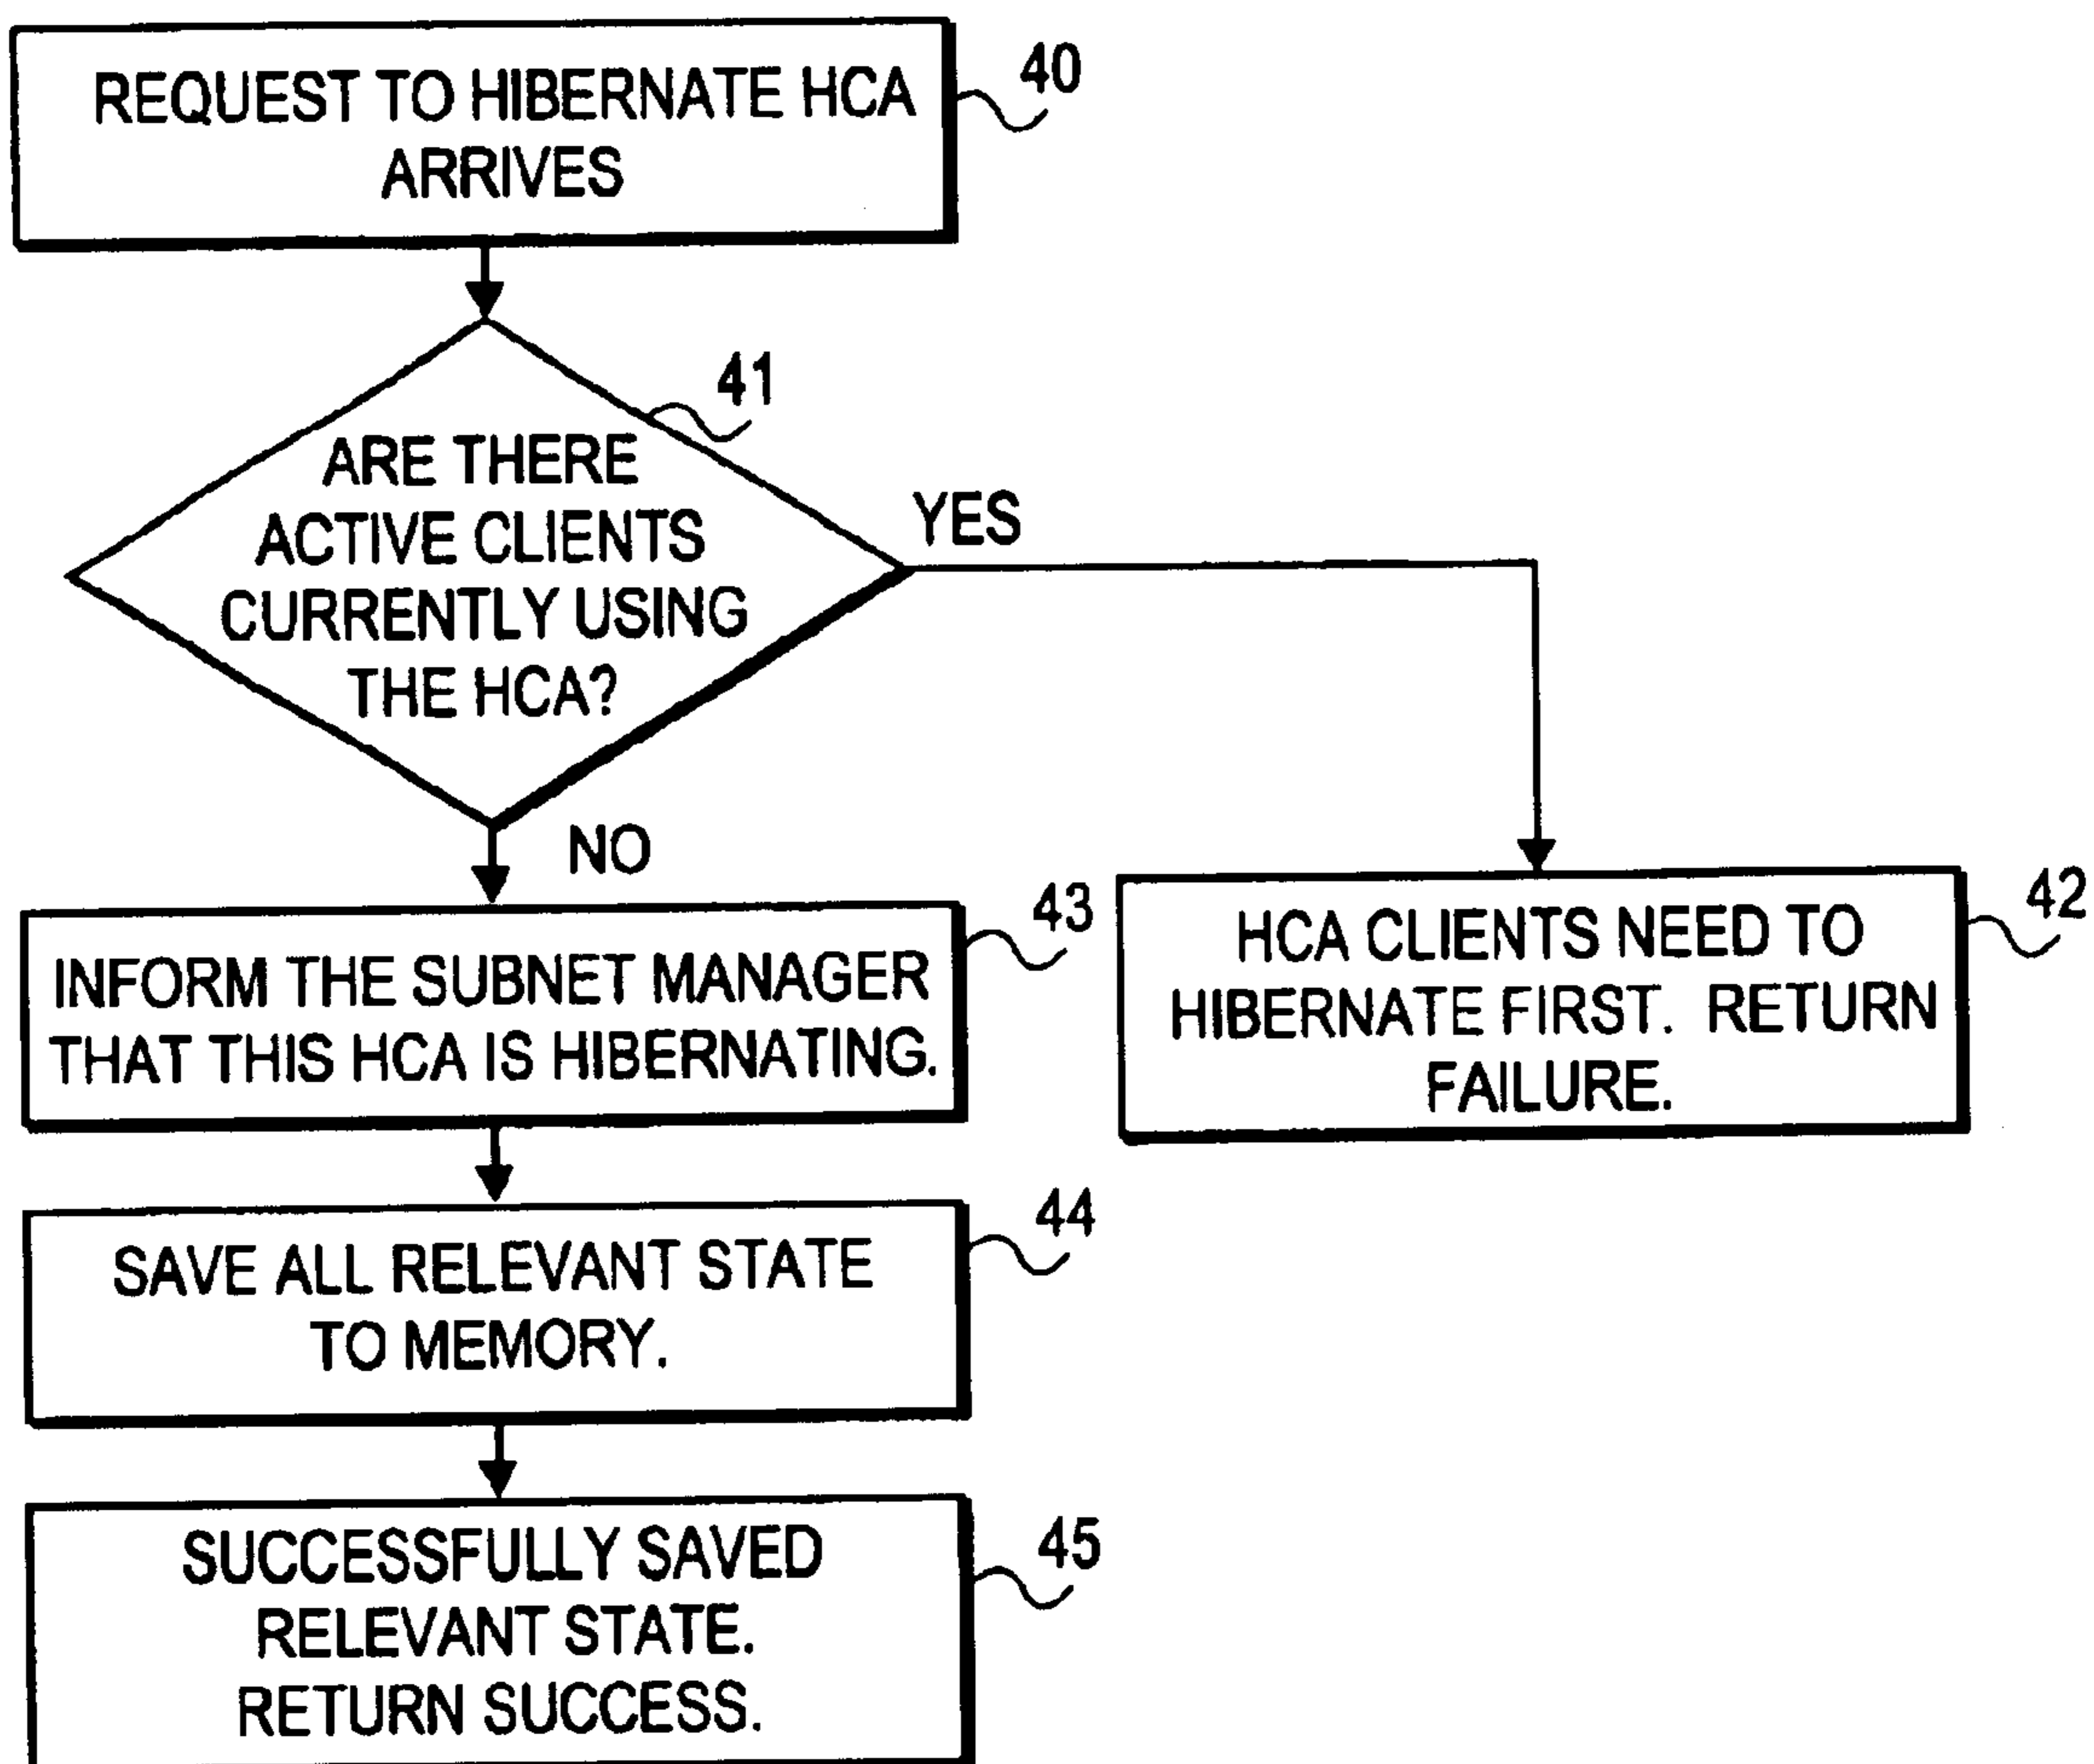 REQUEST TO HIBERNATE HCA
ARRIVES
40
41
ARE THERE
ACTIVE CLIENTS
CURRENTLY USING
THE HCA?
YES
NO
43
INFORM THE SUBNET MANAGER
THAT THIS HCA IS HIBERNATING.
42
HCA CLIENTS NEED TO
HIBERNATE FIRST. RETURN
FAILURE.
44
SAVE ALL RELEVANT STATE
TO MEMORY.
45
SUCCESSFULLY SAVED
RELEVANT STATE.
RETURN SUCCESS.